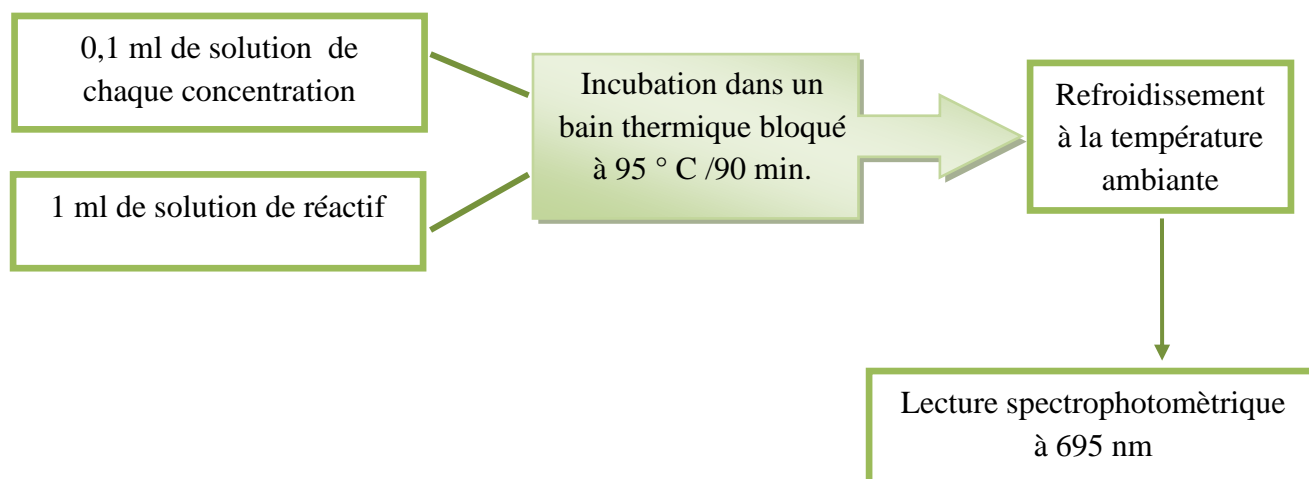 0,1 ml de solution de
chaque concentration
1 ml de solution de réactif
Incubation dans un
bain thermique bloqué
à 95 ° C /90 min.
Refroidissement
à la température
ambiante
Lecture spectrophotomètrique
à 695 nm